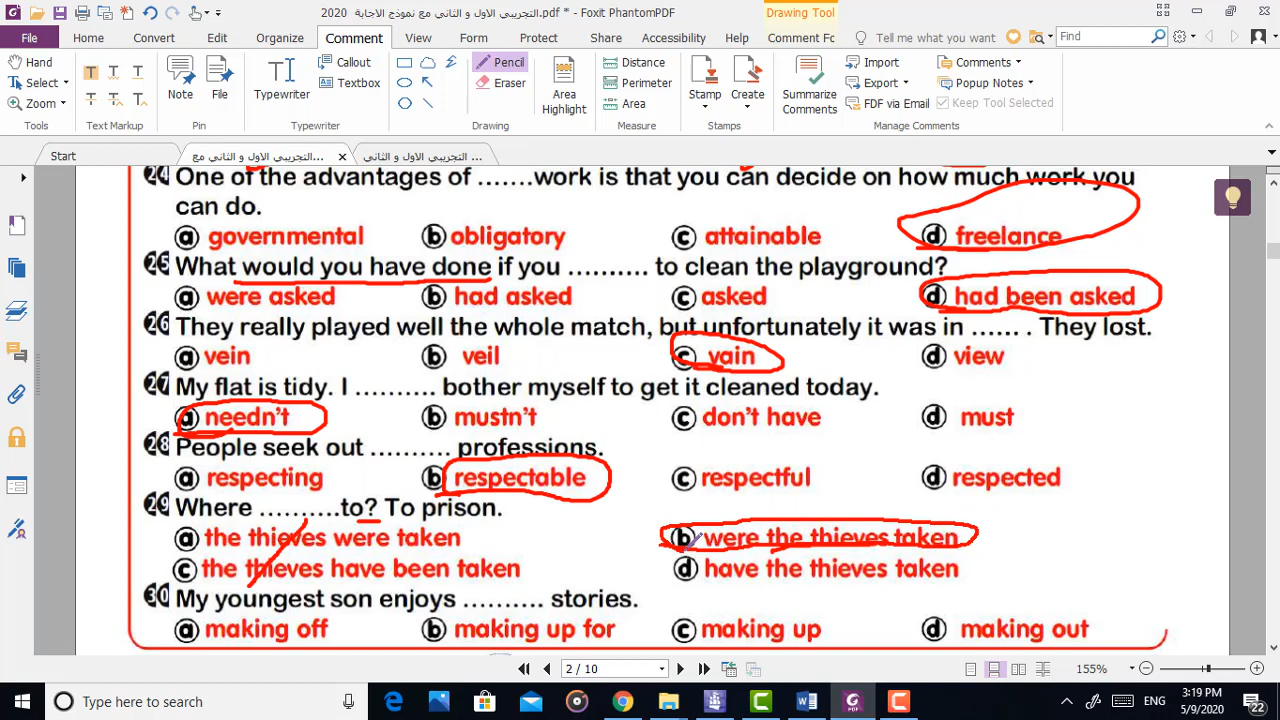 التجريبي الاول و الثاني مع نموذج الاجابة 2020.pdf * - Foxit PhantomPDF
Drawing Tool
File Home Convert Edit Organize Comment View Form Protect Share Accessibility Help Comment Fc Tell me what you want Find
Hand
Select
Zoom
Tools
Text Markup
Note
File
Pin
Typewriter
Callout
Textbox
Typewriter
Pencil
Eraser
Drawing
Area Highlight
Distance
Perimeter
Area
Measure
Stamp
Create
Stamps
Summarize Comments
Import
Export
FDF via Email
Comments
Popup Notes
Keep Tool Selected
Manage Comments
Start
التجريبي الاول و الثاني مع...
التجريبي الاول و الثاني ...
24 One of the advantages of .......work is that you can decide on how much work you
can do.
a governmental b obligatory c attainable d freelance
25 What would you have done if you .......... to clean the playground?
a were asked b had asked c asked d had been asked
26 They really played well the whole match, but unfortunately it was in ...... . They lost.
a vein b veil c vain d view
27 My flat is tidy. I .......... bother myself to get it cleaned today.
a needn't b mustn't c don't have d must
28 People seek out .......... professions.
a respecting b respectable c respectful d respected
29 Where ..........to? To prison.
a the thieves were taken b were the thieves taken
c the thieves have been taken d have the thieves taken
30 My youngest son enjoys .......... stories.
a making off b making up for c making up d making out
2 / 10
155%
Type here to search
ENG
3:19 PM
5/9/2020
22